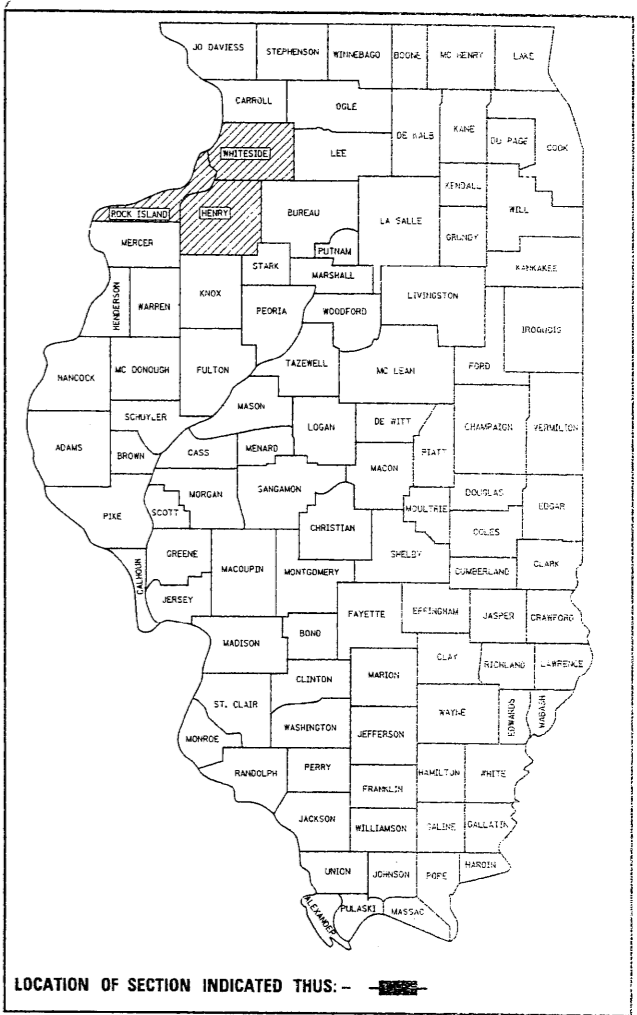 JO DAVIESS STEPHENSON WINNEBAGO BOONE MC HENRY LAKE
CARROLL OGLE DE KALB KANE DU PAGE COOK
WHITESIDE LEE
KENDALL WILL
ROCK ISLAND HENRY BUREAU LA SALLE GRUNDY
MERCER PUTNAM
STARK MARSHALL KANKAKEE
HENDERSON WARREN KNOX PEORIA WOODFORD LIVINGSTON IROQUOIS
HANCOCK MC DONOUGH FULTON TAZEWELL MC LEAN FORD
MASON
SCHUYLER LOGAN DE WITT CHAMPAIGN VERMILION
ADAMS BROWN CASS MENARD MACON PIATT
MORGAN SANGAMON DOUGLAS
PIKE SCOTT CHRISTIAN MOULTRIE EDGAR
COLES
GREENE MACOUPIN MONTGOMERY SHELBY CUMBERLAND CLARK
CALHOUN JERSEY FAYETTE EFFINGHAM JASPER CRAWFORD
MADISON BOND
CLAY RICHLAND LAWRENCE
CLINTON MARION
ST. CLAIR WAYNE EDWARDS WABASH
WASHINGTON JEFFERSON
MONROE
RANDOLPH PERRY HAMILTON WHITE
FRANKLIN
JACKSON WILLIAMSON SALINE GALLATIN
UNION JOHNSON POPE HARDIN
ALEXANDER PULASKI MASSAC
LOCATION OF SECTION INDICATED THUS: –